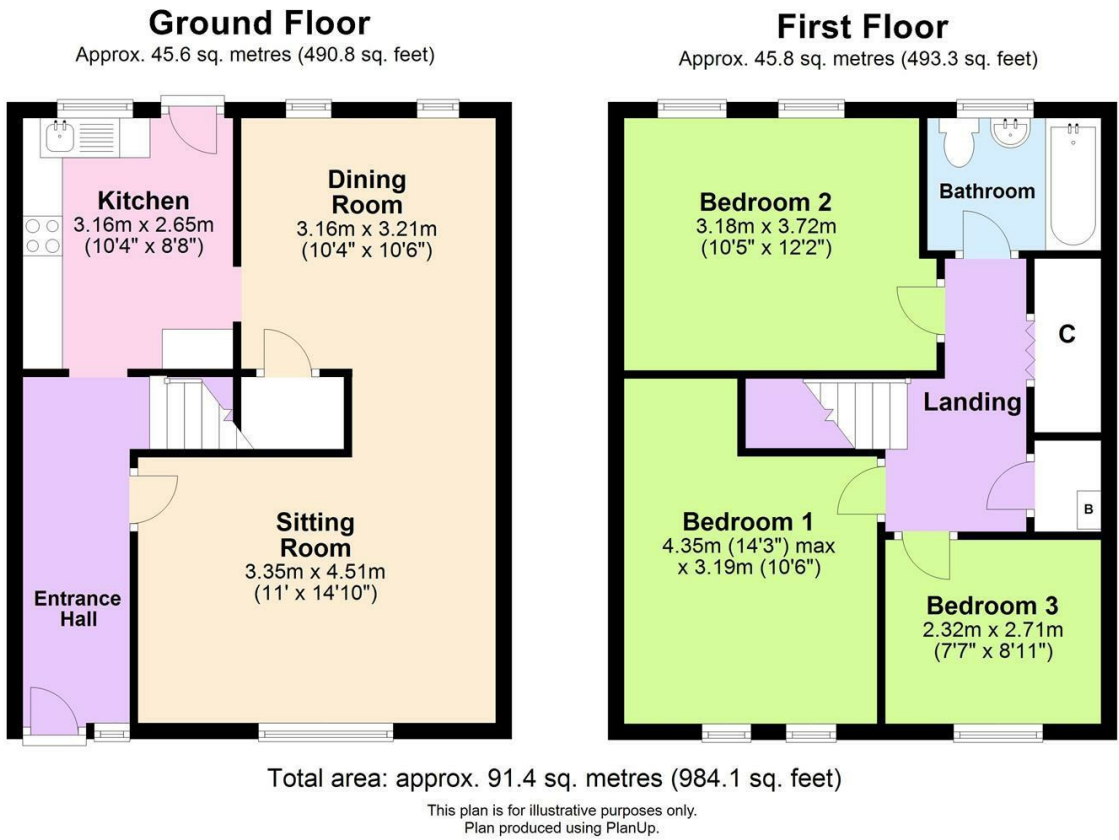 Ground Floor
Approx. 45.6 sq. metres (490.8 sq. feet)
Kitchen
3.16m x 2.65m
(10'4" x 8'8")
Dining
Room
3.16m x 3.21m
(10'4" x 10'6")
Sitting
Room
3.35m x 4.51m
(11' x 14'10")
Entrance
Hall
First Floor
Approx. 45.8 sq. metres (493.3 sq. feet)
Bedroom 2
3.18m x 3.72m
(10'5" x 12'2")
Bathroom
C
Landing
B
Bedroom 1
4.35m (14'3") max
x 3.19m (10'6")
Bedroom 3
2.32m x 2.71m
(7'7" x 8'11")
Total area: approx. 91.4 sq. metres (984.1 sq. feet)
This plan is for illustrative purposes only.
Plan produced using PlanUp.